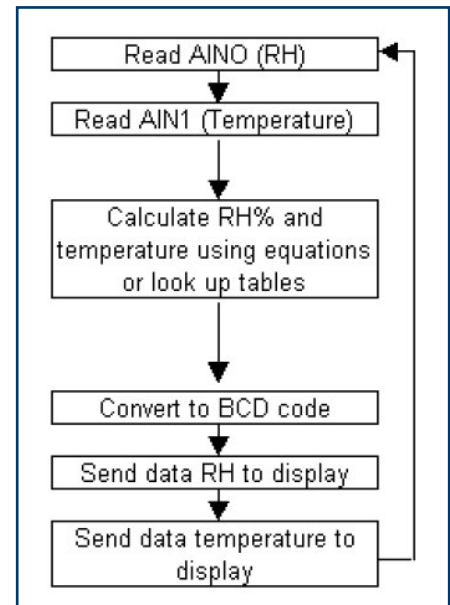 Read AINO (RH)
Read AIN1 (Temperature)
Calculate RH% and
temperature using equations
or look up tables
Convert to BCD code
Send data RH to display
Send data temperature to
display